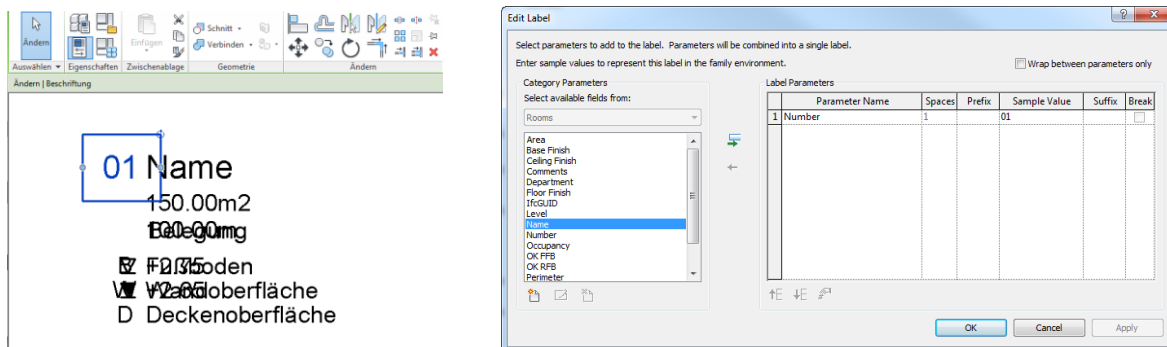 Ändern
Einfügen
Schnitt
Verbinden
Auswählen
Eigenschaften
Zwischenablage
Geometrie
Ändern
Ändern | Beschriftung
01 Name
150.00m2
Fußboden
D Deckenoberfläche
Edit Label
Select parameters to add to the label. Parameters will be combined into a single label.
Enter sample values to represent this label in the family environment.
Wrap between parameters only
Category Parameters
Select available fields from:
Rooms
Area
Base Finish
Ceiling Finish
Comments
Department
Floor Finish
IfcGUID
Level
Name
Number
Occupancy
OK FFB
OK RFB
Perimeter
Label Parameters
Parameter Name Spaces Prefix Sample Value Suffix Break
1 Number 1 01
OK Cancel Apply